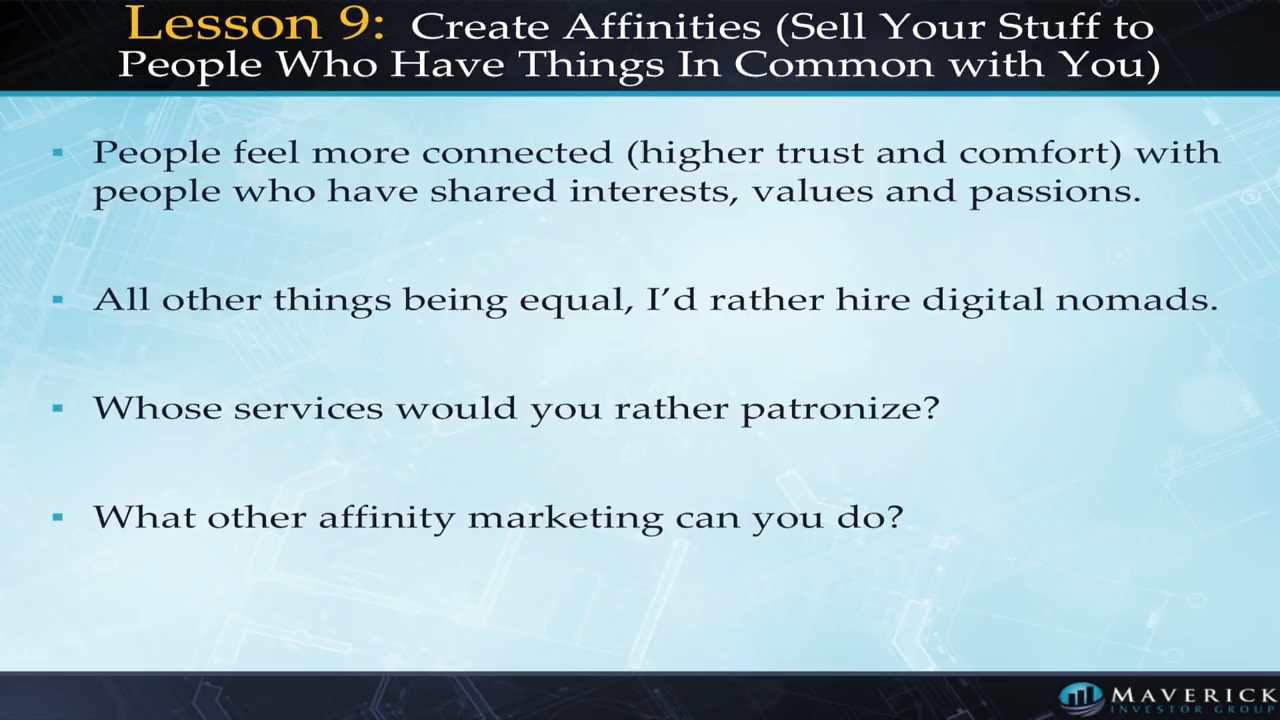 Lesson 9: Create Affinities (Sell Your Stuff to
People Who Have Things In Common with You)
▪ People feel more connected (higher trust and comfort) with
people who have shared interests, values and passions.
▪ All other things being equal, I’d rather hire digital nomads.
▪ Whose services would you rather patronize?
▪ What other affinity marketing can you do?
MAVERICK
INVESTOR GROUP